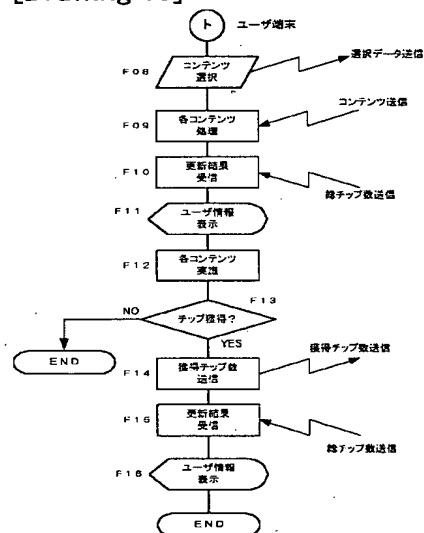 ト
ユーザ端末
F08
コンテンツ
選択
選択データ送信
コンテンツ送信
F09
各コンテンツ
処理
F10
更新結果
受信
総チップ数送信
F11
ユーザ情報
表示
F12
各コンテンツ
実施
F13
チップ獲得?
NO
YES
END
F14
獲得チップ数
送信
獲得チップ数送信
F15
更新結果
受信
総チップ数送信
F16
ユーザ情報
表示
END